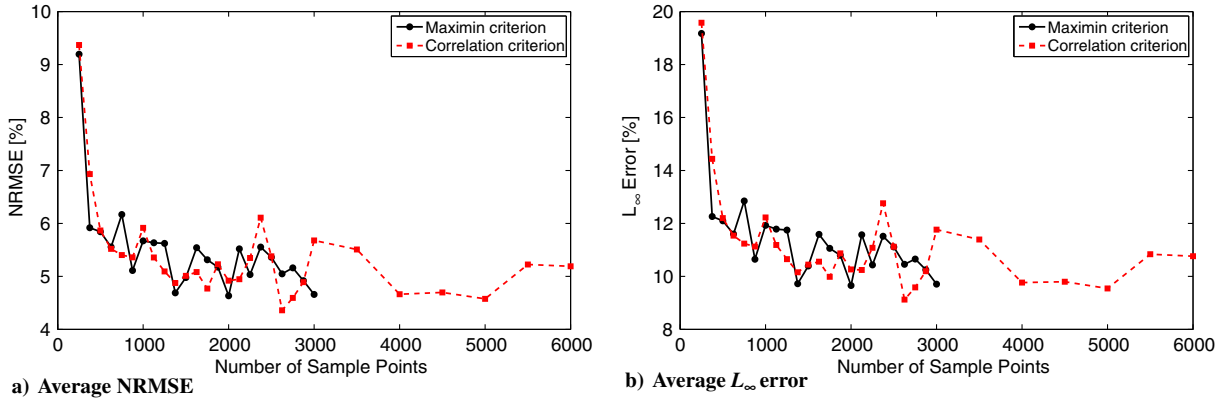 10
9
8
7
6
5
4
NRMSE [%]
0
1000
2000
3000
4000
5000
6000
Number of Sample Points
Maximin criterion
Correlation criterion
a) Average NRMSE
20
18
16
14
12
10
8
L∞ Error [%]
0
1000
2000
3000
4000
5000
6000
Number of Sample Points
Maximin criterion
Correlation criterion
b) Average L∞ error